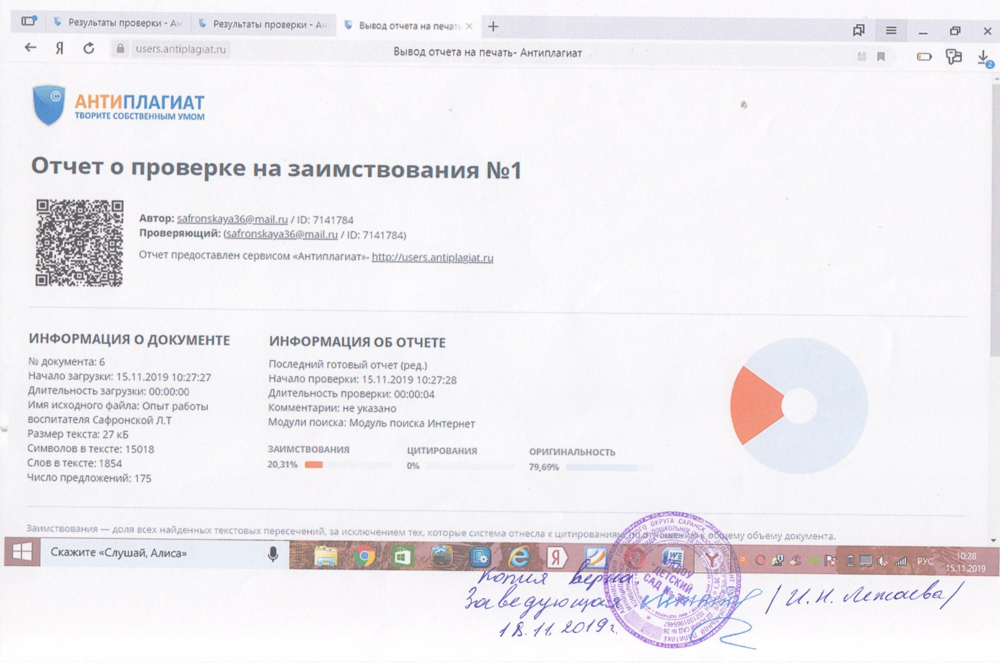 Результаты проверки - Ан
Результаты проверки - Ан
Вывод отчета на печать
users.antiplagiat.ru
Вывод отчета на печать- Антиплагиат
2
АНТИПЛАГИАТ
ТВОРИТЕ СОБСТВЕННЫМ УМОМ
Отчет о проверке на заимствования №1
Автор: safronskaya36@mail.ru / ID: 7141784
Проверяющий: (safronskaya36@mail.ru / ID: 7141784)
Отчет предоставлен сервисом «Антиплагиат»- http://users.antiplagiat.ru
ИНФОРМАЦИЯ О ДОКУМЕНТЕ
№ документа: 6
Начало загрузки: 15.11.2019 10:27:27
Длительность загрузки: 00:00:00
Имя исходного файла: Опыт работы
воспитателя Сафронской Л.Т
Размер текста: 27 кБ
Символов в тексте: 15018
Слов в тексте: 1854
Число предложений: 175
ИНФОРМАЦИЯ ОБ ОТЧЕТЕ
Последний готовый отчет (ред.)
Начало проверки: 15.11.2019 10:27:28
Длительность проверки: 00:00:04
Комментарии: не указано
Модули поиска: Модуль поиска Интернет
ЗАИМСТВОВАНИЯ
20,31%
ЦИТИРОВАНИЯ
0%
ОРИГИНАЛЬНОСТЬ
79,69%
Заимствования — доля всех найденных текстовых пересечений, за исключением тех, которые система отнесла к цитированиям, по отношению к общему объему документа.
Скажите «Слушай, Алиса»
РУС
10:28
15.11.2019
Копия верна
Заведующая / И.Н. Лежаева /
18.11.2019г.
МАДОУ
"ДЕТСКИЙ
САД № 36"